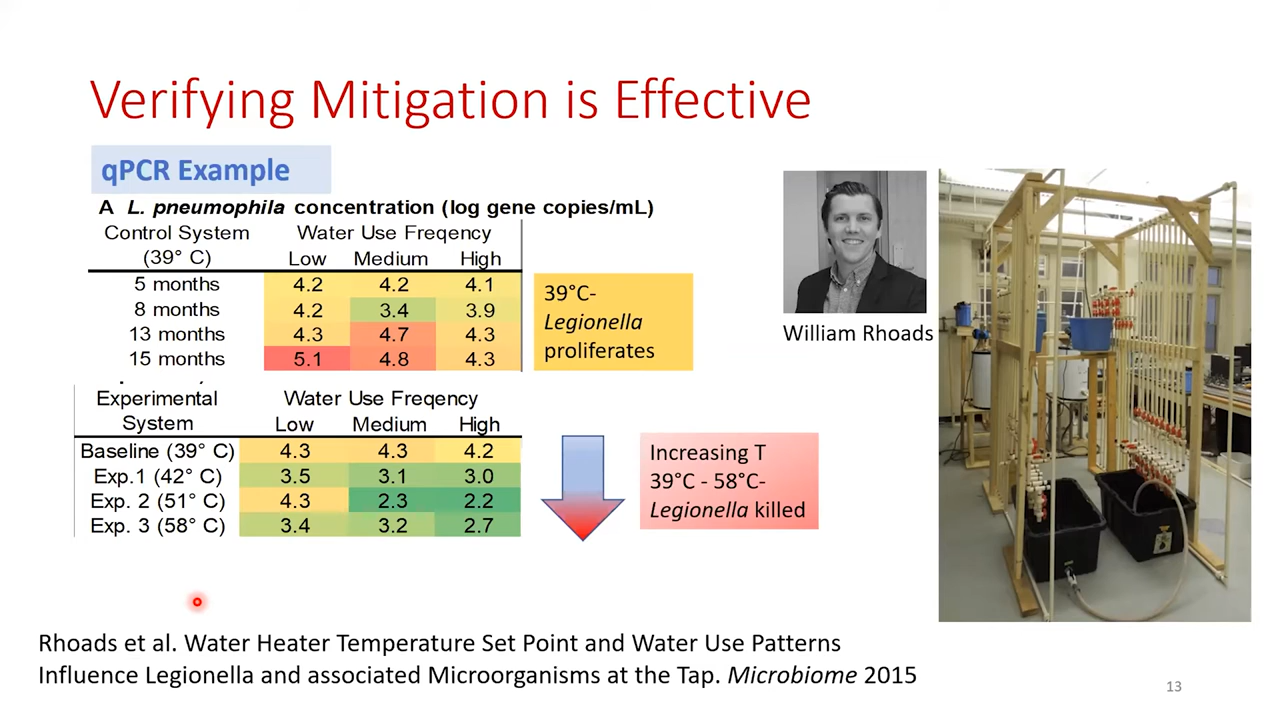 Verifying Mitigation is Effective
qPCR Example
A L. pneumophila concentration (log gene copies/mL)
Control System (39° C)
Water Use Freqency
Low Medium High
5 months 4.2 4.2 4.1
8 months 4.2 3.4 3.9
13 months 4.3 4.7 4.3
15 months 5.1 4.8 4.3
39°C-
Legionella
proliferates
Experimental System
Water Use Freqency
Low Medium High
Baseline (39° C) 4.3 4.3 4.2
Exp.1 (42° C) 3.5 3.1 3.0
Exp. 2 (51° C) 4.3 2.3 2.2
Exp. 3 (58° C) 3.4 3.2 2.7
Increasing T
39°C - 58°C-
Legionella killed
William Rhoads
Rhoads et al. Water Heater Temperature Set Point and Water Use Patterns
Influence Legionella and associated Microorganisms at the Tap. Microbiome 2015
13